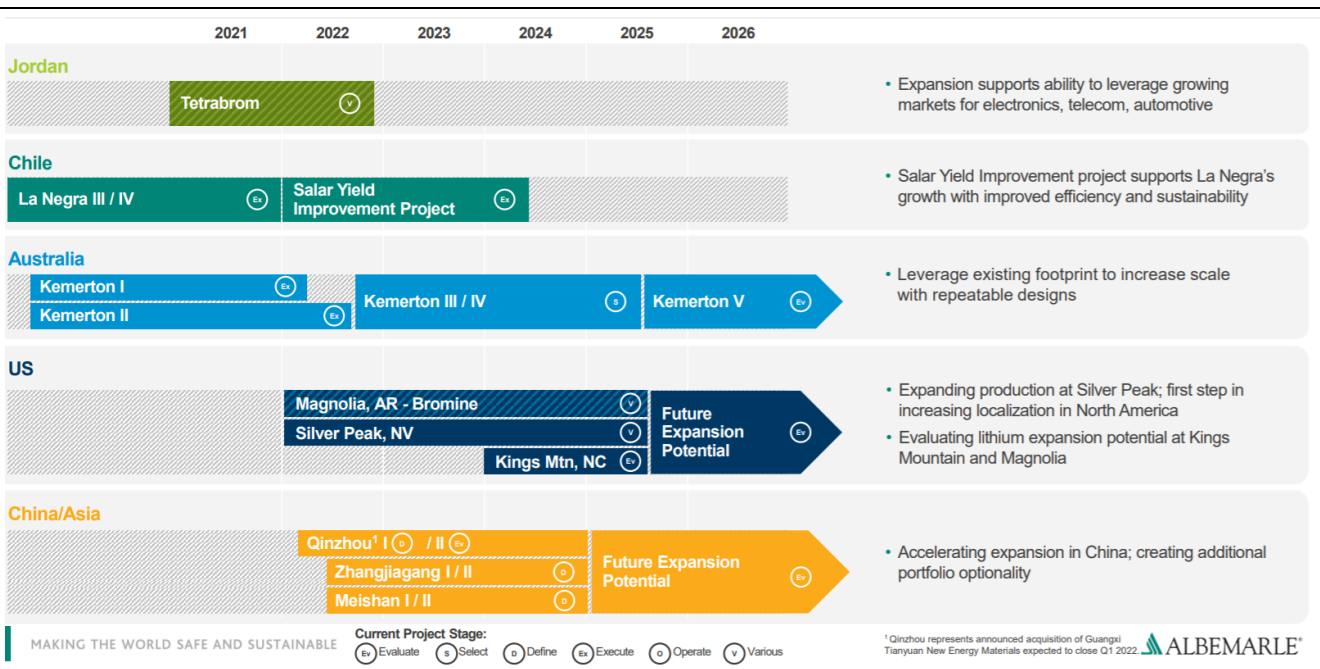 2021 2022 2023 2024 2025 2026
Jordan
Tetrabrom V
• Expansion supports ability to leverage growing
markets for electronics, telecom, automotive
Chile
La Negra III / IV Ex
Salar Yield
Improvement Project Ex
• Salar Yield Improvement project supports La Negra's
growth with improved efficiency and sustainability
Australia
Kemerton I Ex
Kemerton II Ex
Kemerton III / IV S
Kemerton V Ev
• Leverage existing footprint to increase scale
with repeatable designs
US
Magnolia, AR - Bromine V
Silver Peak, NV V
Kings Mtn, NC Ev
Future
Expansion
Potential Ev
• Expanding production at Silver Peak; first step in
increasing localization in North America
• Evaluating lithium expansion potential at Kings
Mountain and Magnolia
China/Asia
Qinzhou¹ I D / II Ev
Zhangjiagang I / II D
Meishan I / II D
Future Expansion
Potential Ev
• Accelerating expansion in China; creating additional
portfolio optionality
MAKING THE WORLD SAFE AND SUSTAINABLE
Current Project Stage:
Ev Evaluate S Select D Define Ex Execute O Operate V Various
¹ Qinzhou represents announced acquisition of Guangxi
Tianyuan New Energy Materials expected to close Q1 2022.
ALBEMARLE®